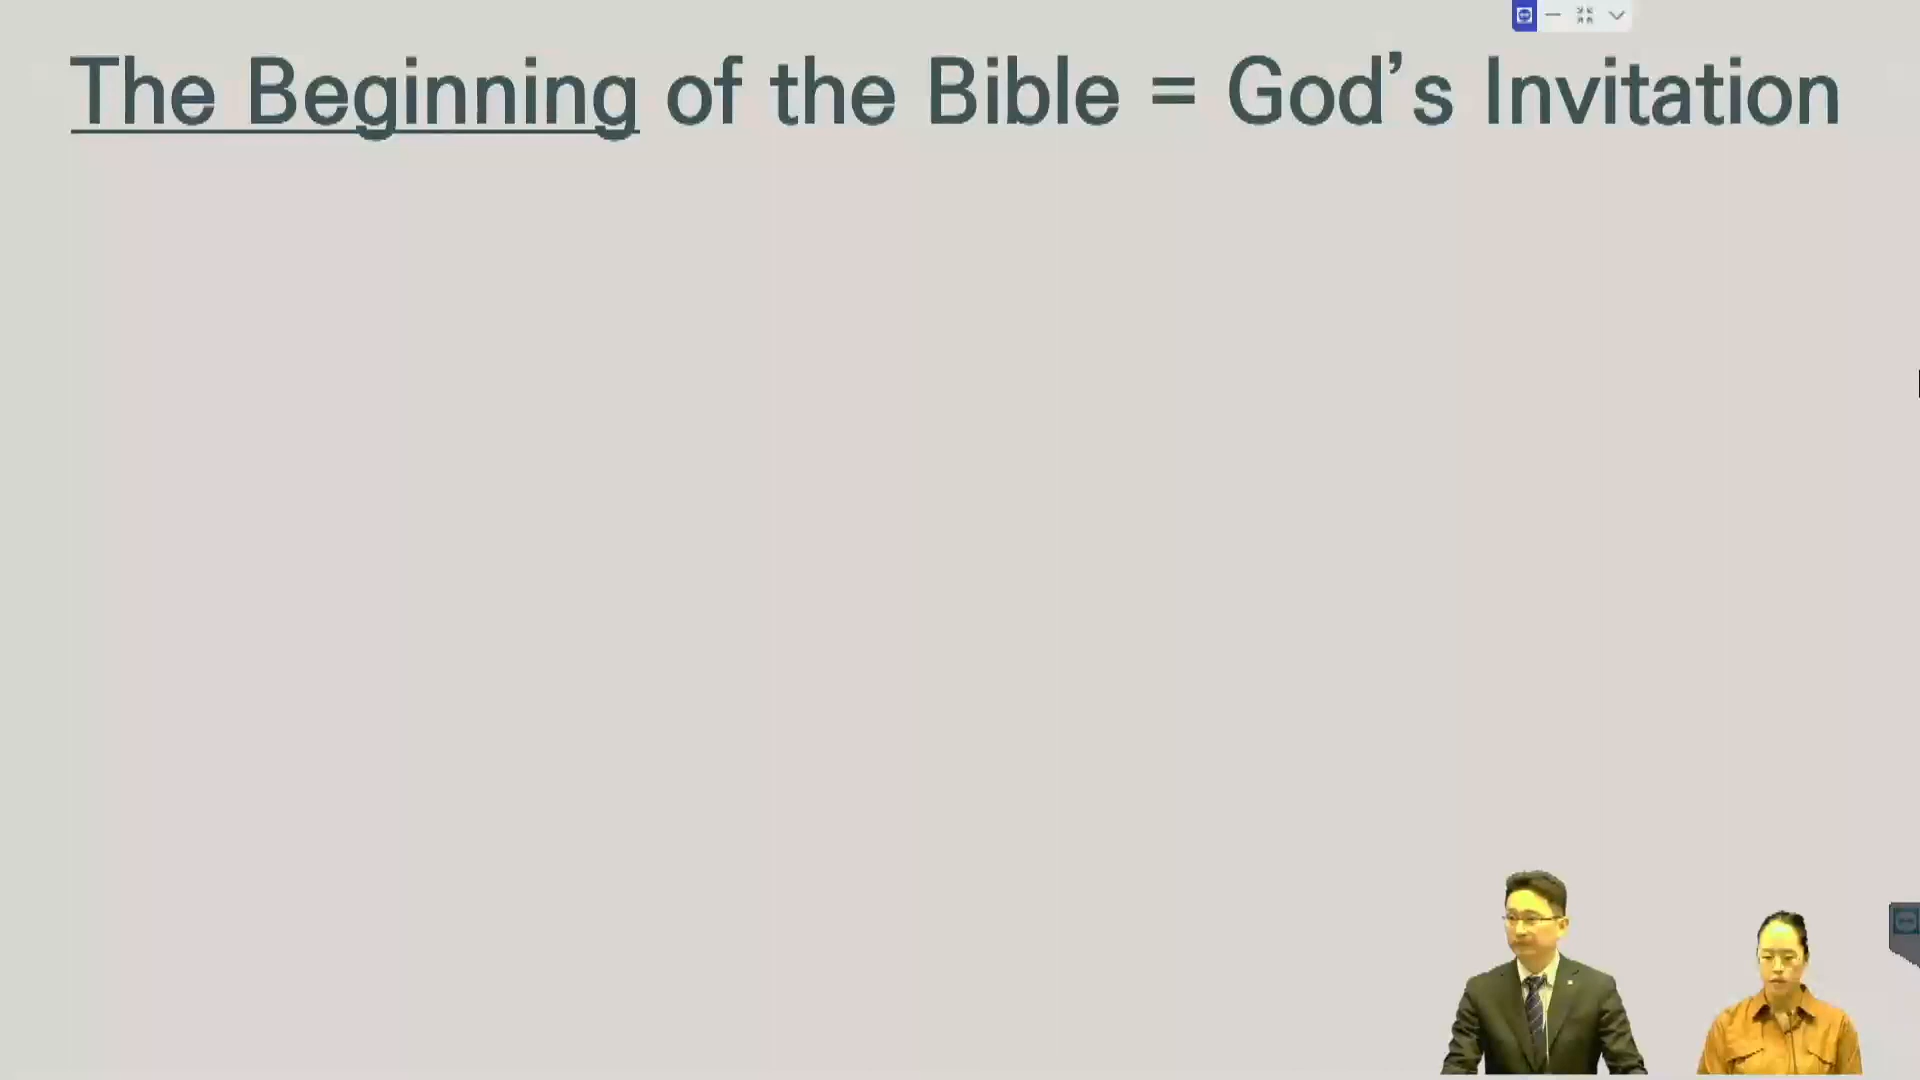 The Beginning of the Bible = God's Invitation